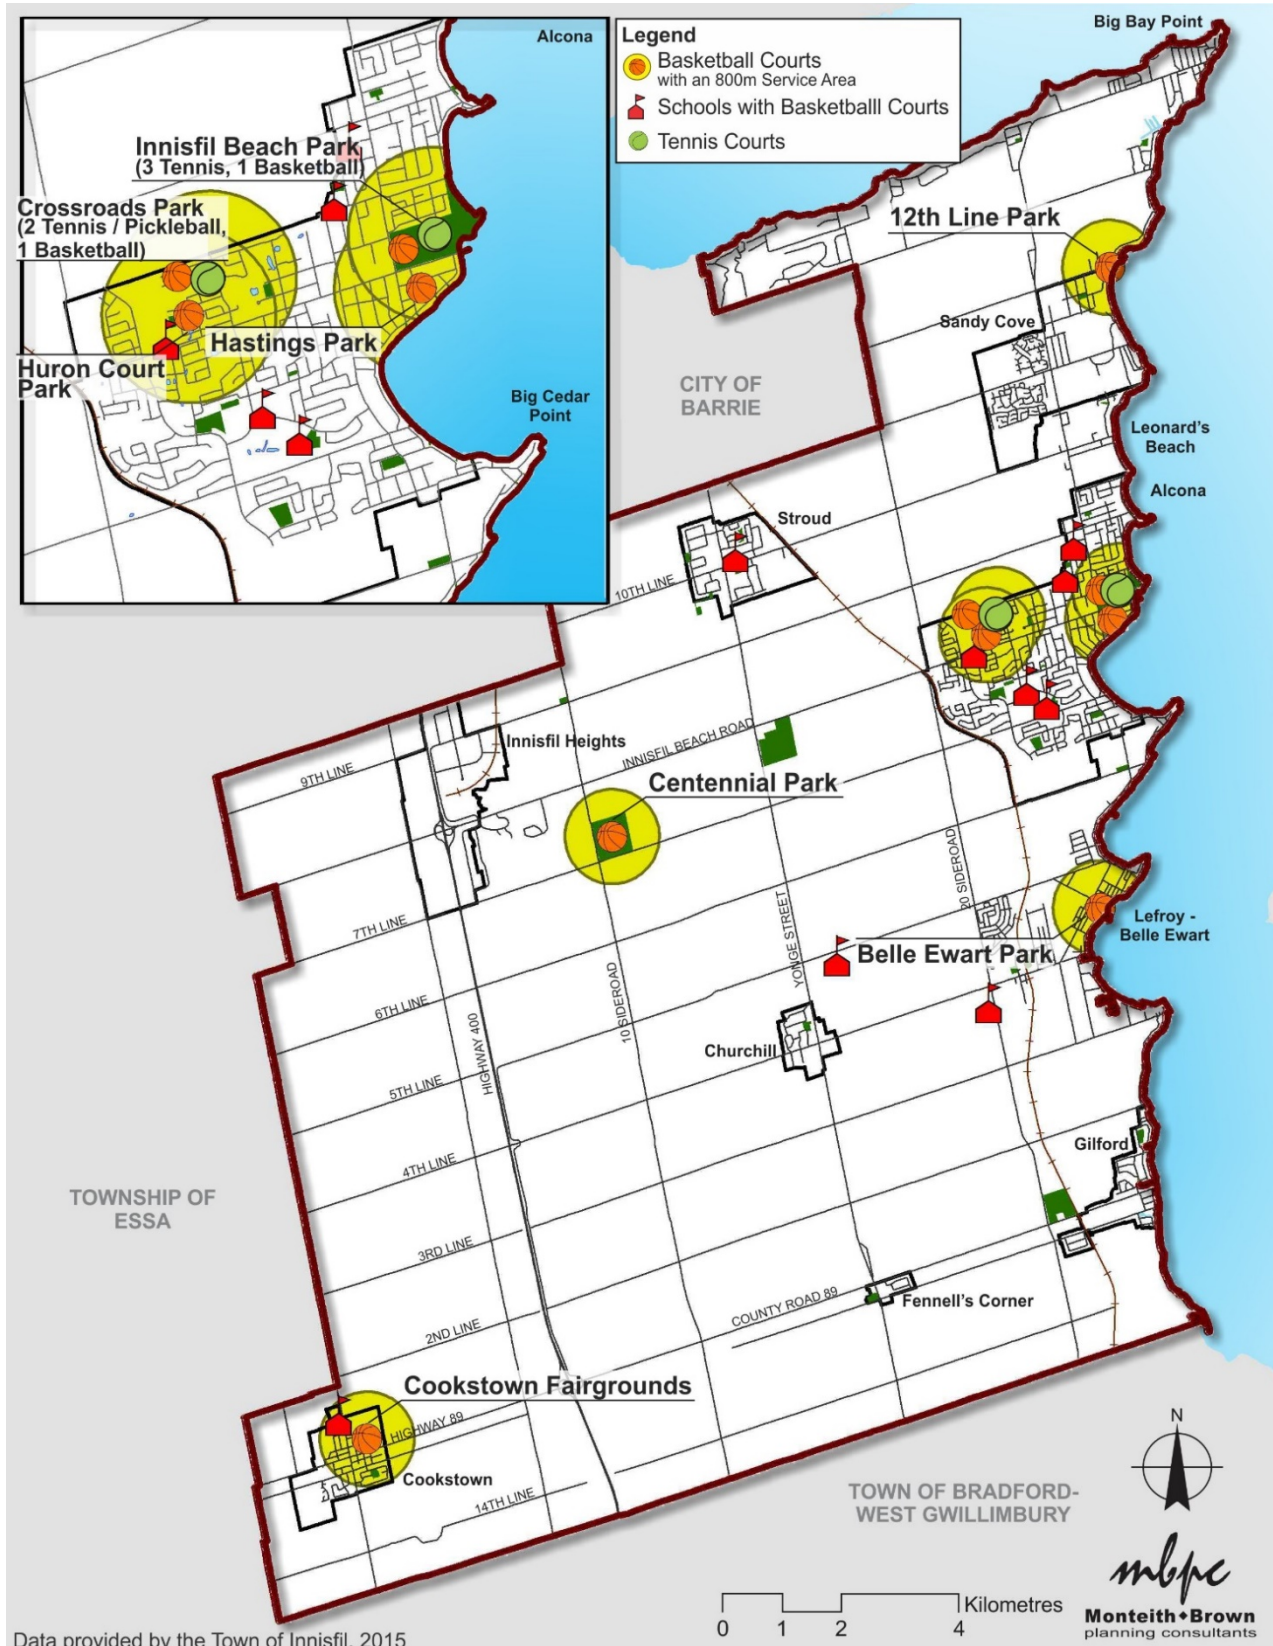 Alcona
Innisfil Beach Park
(3 Tennis, 1 Basketball)
Crossroads Park
(2 Tennis / Pickleball,
1 Basketball)
Hastings Park
Huron Court
Park
Big Cedar
Point
Legend
Basketball Courts
with an 800m Service Area
Schools with Basketballl Courts
Tennis Courts
Big Bay Point
12th Line Park
Sandy Cove
CITY OF
BARRIE
Leonard's
Beach
Alcona
Stroud
10TH LINE
Innisfil Heights
INNISFIL BEACH ROAD
9TH LINE
Centennial Park
20 SIDEROAD
7TH LINE
YONGE STREET
Lefroy -
Belle Ewart
Belle Ewart Park
6TH LINE
10 SIDEROAD
HIGHWAY 400
Churchill
5TH LINE
4TH LINE
Gilford
TOWNSHIP OF
ESSA
3RD LINE
COUNTY ROAD 89
Fennell's Corner
2ND LINE
Cookstown Fairgrounds
HIGHWAY 89
Cookstown
14TH LINE
TOWN OF BRADFORD-
WEST GWILLIMBURY
N
mbpc
Monteith Brown
planning consultants
Kilometres
0 1 2 4
Data provided by the Town of Innisfil, 2015